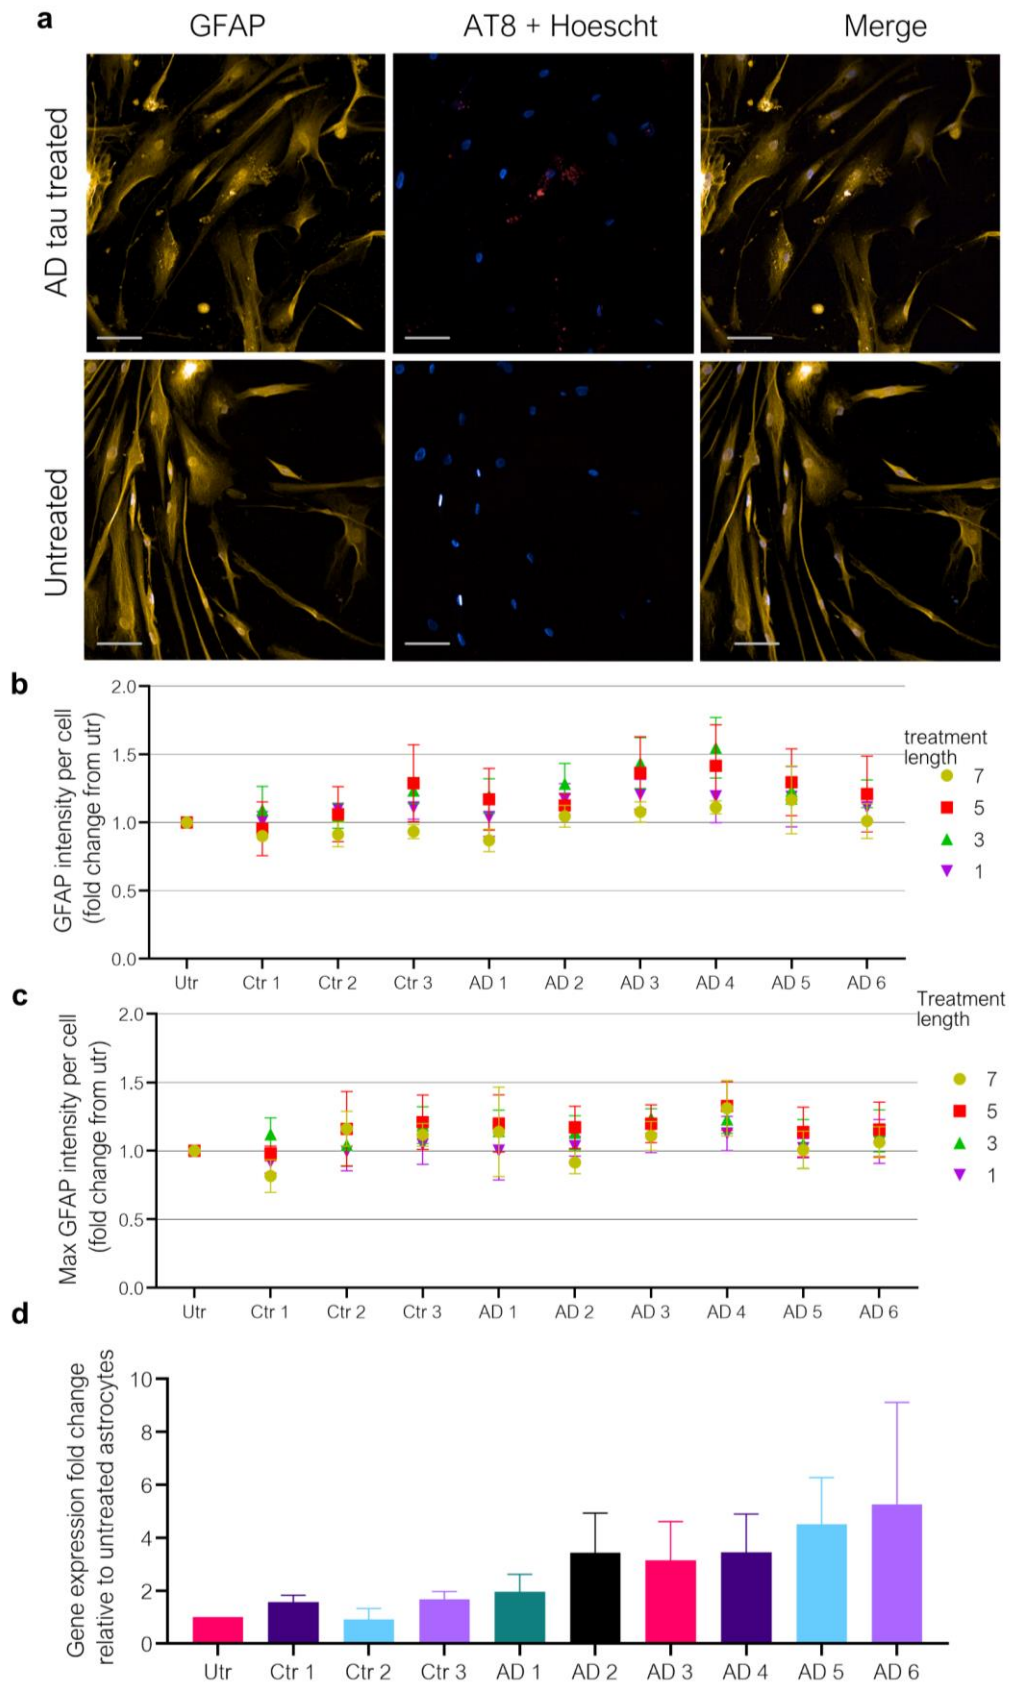 a
GFAP
AT8 + Hoescht
Merge
AD tau treated
Untreated
b
GFAP intensity per cell
(fold change from utr)
2.0
1.5
1.0
0.5
0.0
Utr Ctr 1 Ctr 2 Ctr 3 AD 1 AD 2 AD 3 AD 4 AD 5 AD 6
treatment
length
7
5
3
1
c
Max GFAP intensity per cell
(fold change from utr)
2.0
1.5
1.0
0.5
0.0
Utr Ctr 1 Ctr 2 Ctr 3 AD 1 AD 2 AD 3 AD 4 AD 5 AD 6
Treatment
length
7
5
3
1
d
Gene expression fold change
relative to untreated astrocytes
10
8
6
4
2
0
Utr Ctr 1 Ctr 2 Ctr 3 AD 1 AD 2 AD 3 AD 4 AD 5 AD 6